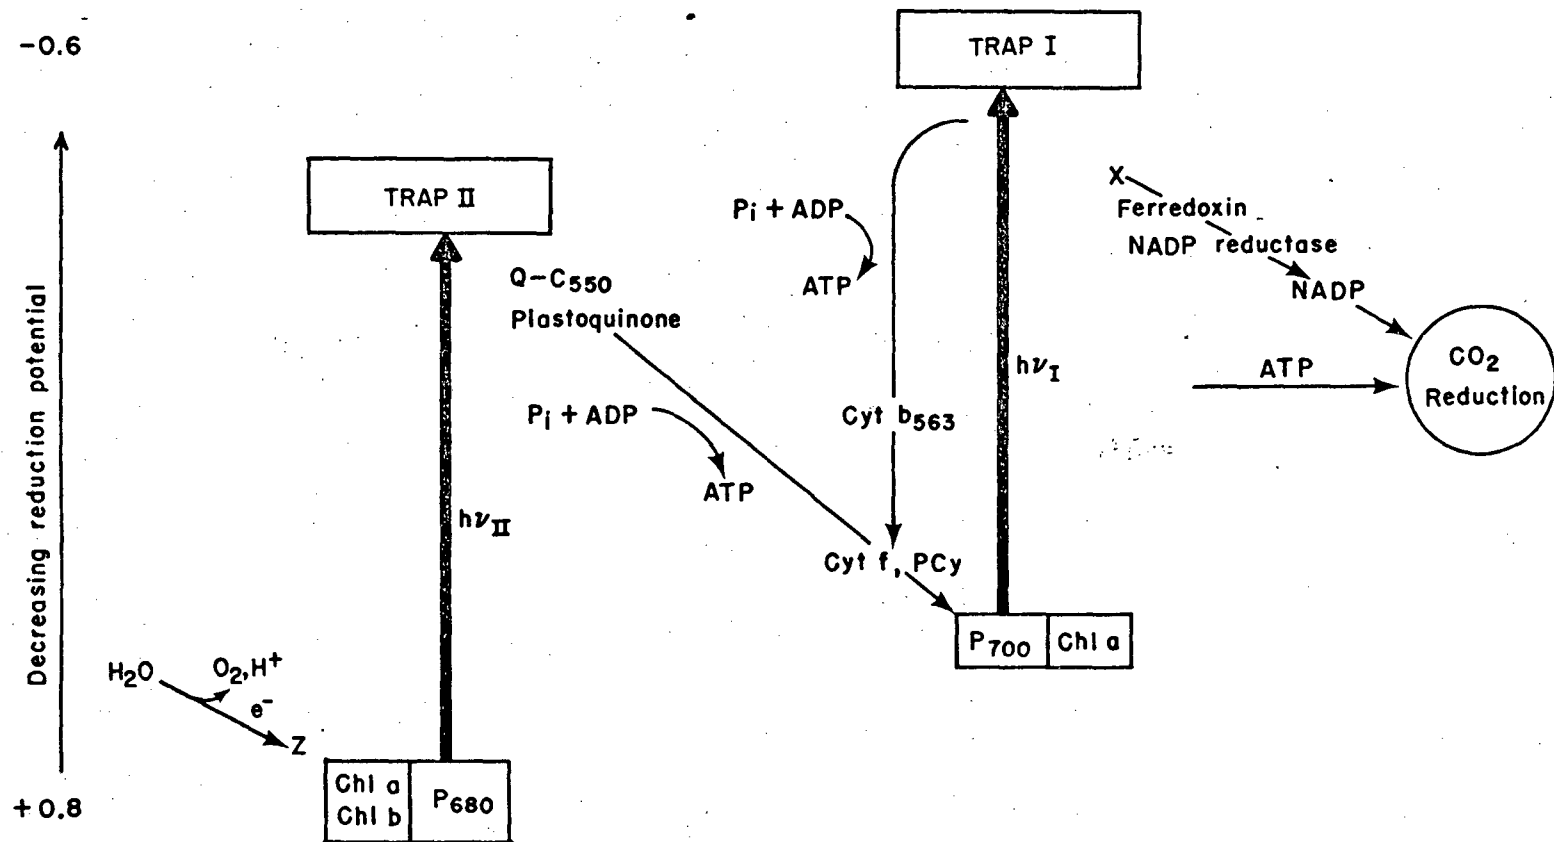 -0.6
TRAP I
TRAP II
X
Pi + ADP
Ferredoxin
NADP reductase
Q-C550
ATP
NADP
Plastoquinone
Decreasing reduction potential
hνI
CO2
ATP
Reduction
Pi + ADP
Cyt b563
ATP
hνII
Cyt f, PCy
P700
Chl a
H2O
O2,H+
e-
Z
Chl a
Chl b
P680
+0.8